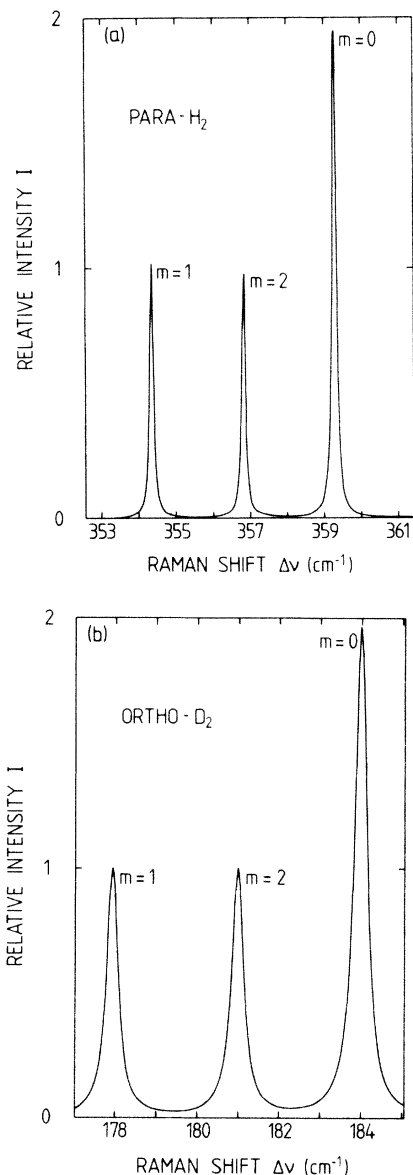 (a)
2
m=0
PARA-H₂
RELATIVE INTENSITY I
1
m=1
m=2
0
353 355 357 359 361
RAMAN SHIFT Δν (cm⁻¹)
(b)
2
m=0
ORTHO-D₂
RELATIVE INTENSITY I
1
m=1
m=2
0
178 180 182 184
RAMAN SHIFT Δν (cm⁻¹)